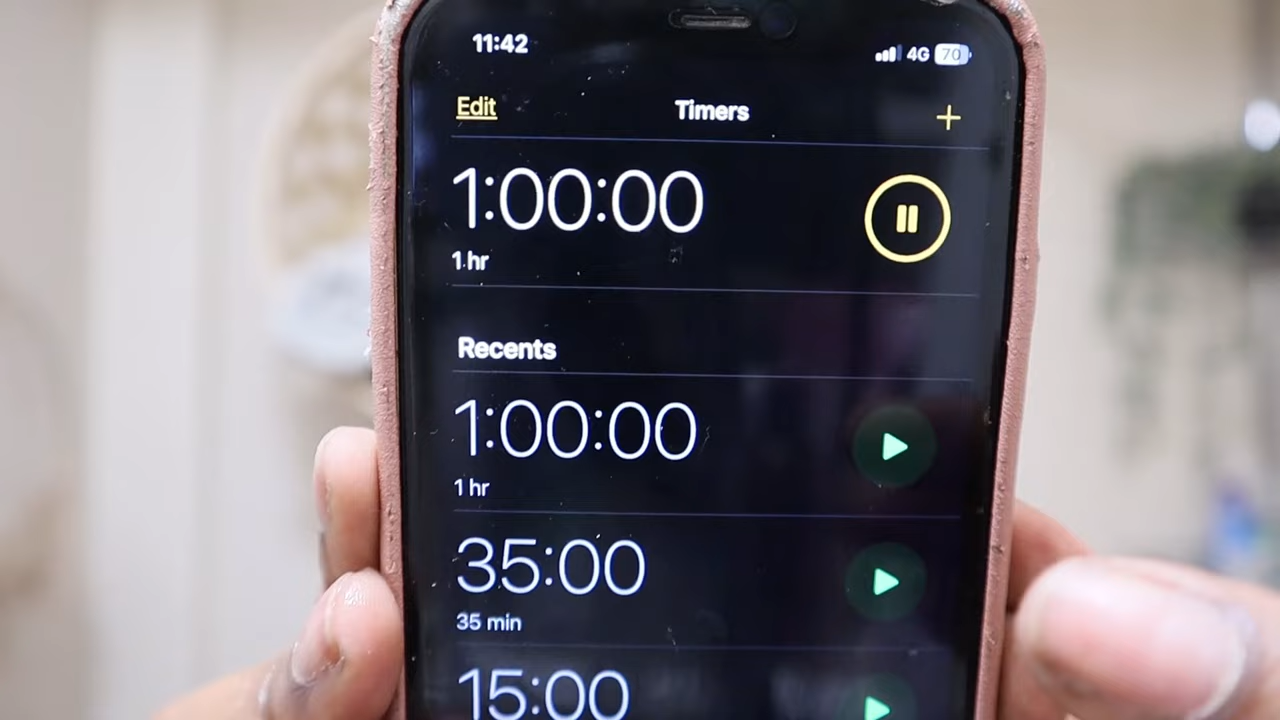 11:42 4G 70
Edit Timers +
1:00:00
1 hr
Recents
1:00:00
1 hr
35:00
35 min
15:00